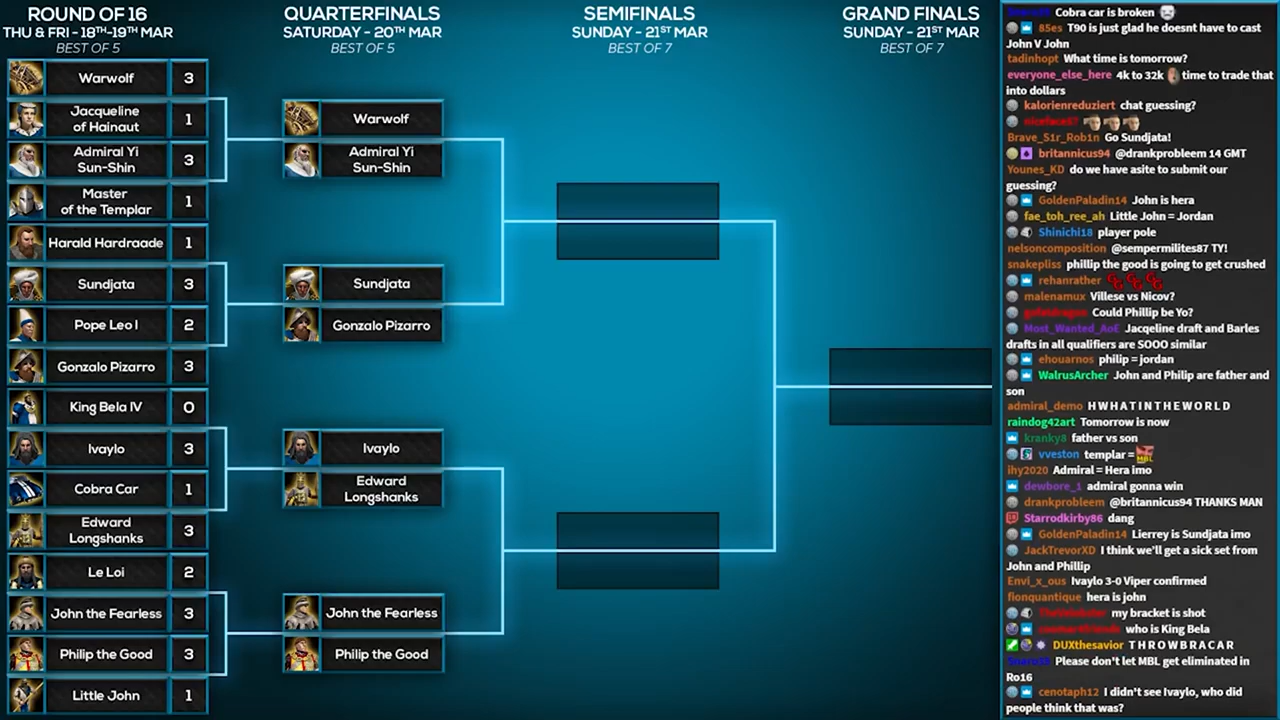 ROUND OF 16
THU & FRI - 18TH-19TH MAR
BEST OF 5
Warwolf 3
Jacqueline
of Hainaut 1
Admiral Yi
Sun-Shin 3
Master
of the Templar 1
Harald Hardraade 1
Sundjata 3
Pope Leo I 2
Gonzalo Pizarro 3
King Bela IV 0
Ivaylo 3
Cobra Car 1
Edward
Longshanks 3
Le Loi 2
John the Fearless 3
Philip the Good 3
Little John 1
QUARTERFINALS
SATURDAY - 20TH MAR
BEST OF 5
Warwolf
Admiral Yi
Sun-Shin
Sundjata
Gonzalo Pizarro
Ivaylo
Edward
Longshanks
John the Fearless
Philip the Good
SEMIFINALS
SUNDAY - 21ST MAR
BEST OF 7
GRAND FINALS
SUNDAY - 21ST MAR
BEST OF 7
Cobra car is broken
85es T90 is just glad he doesnt have to cast
John V John
tadinhopt What time is tomorrow?
everyone_else_here 4k to 32k time to trade that
into dollars
kalorienreduziert chat guessing?
Brave_S1r_Rob1n Go Sundjata!
britannicus94 @drankprobleem 14 GMT
Younes_KD do we have asite to submit our
guessing?
GoldenPaladin14 John is hera
fae_toh_ree_ah Little John = Jordan
Shinichi18 player pole
nelsoncomposition @sempermilites87 TY!
snakepliss phillip the good is going to get crushed
rehanrather
malenamux Villese vs Nicov?
Could Phillip be Yo?
Most_Wanted_AoE Jacqeline draft and Barles
drafts in all qualifiers are SOOO similar
ehouarnos philip = jordan
WalrusArcher John and Philip are father and
son
admiral_demo H W H A T I N T H E W O R L D
raindog42art Tomorrow is now
kranky8 father vs son
vveston templar = MBL
ihy2020 Admiral = Hera imo
dewbore_1 admiral gonna win
drankprobleem @britannicus94 THANKS MAN
Starrodkirby86 dang
GoldenPaladin14 Lierrey is Sundjata imo
JackTrevorXD I think we'll get a sick set from
John and Phillip
Envi_x_ous Ivaylo 3-0 Viper confirmed
fionquantique hera is john
my bracket is shot
who is King Bela
DUXthesavior T H R O W B R A C A R
Please don't let MBL get eliminated in
Ro16
cenotaph12 I didn't see Ivaylo, who did
people think that was?